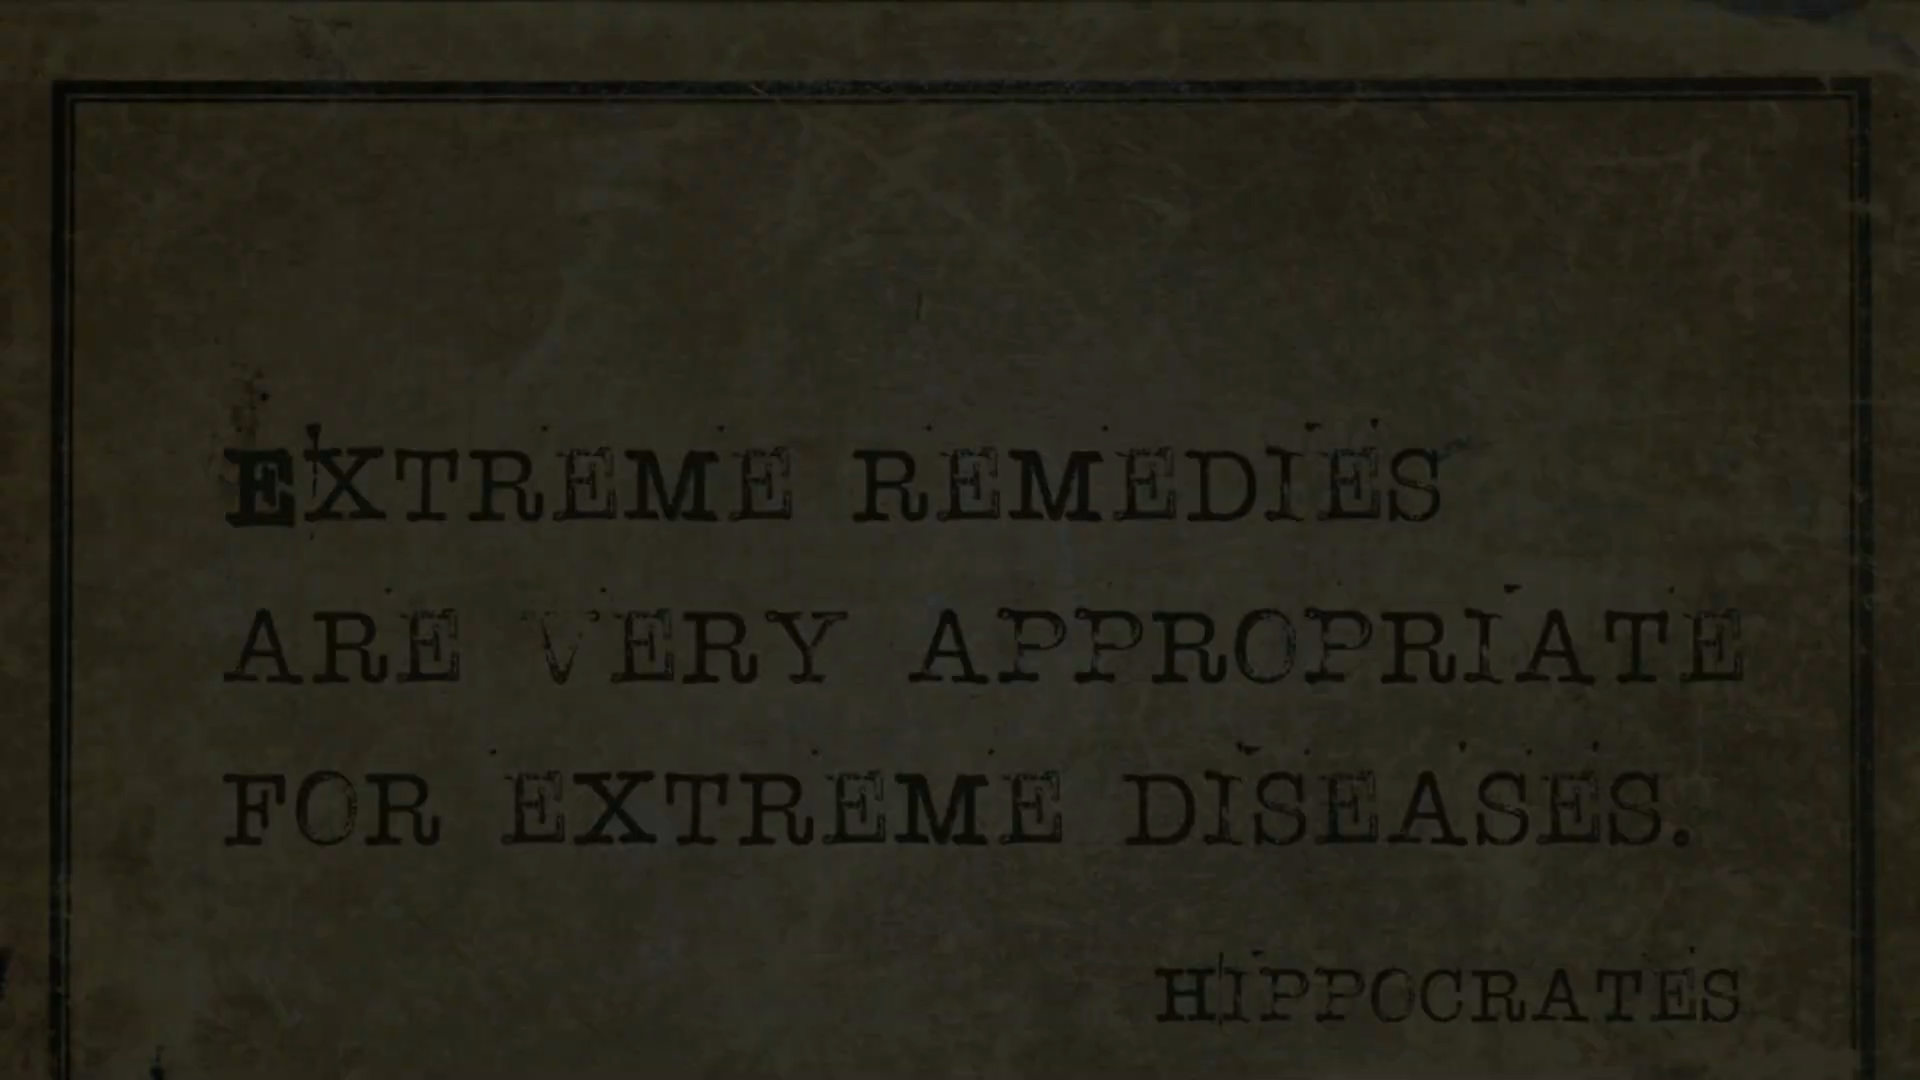 EXTREME REMEDIES
ARE VERY APPROPRIATE
FOR EXTREME DISEASES.
HIPPOCRATES